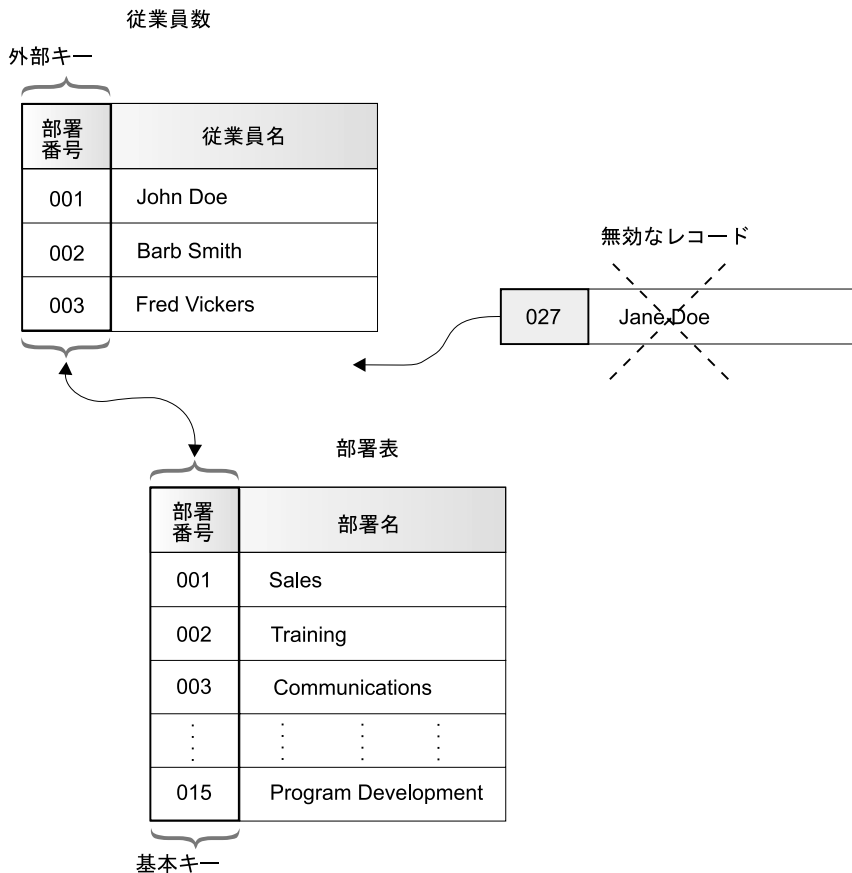 従業員数
外部キー
部署
番号
従業員名
001 John Doe
002 Barb Smith
003 Fred Vickers
無効なレコード
027 Jane Doe
部署表
部署
番号
部署名
001 Sales
002 Training
003 Communications
015 Program Development
基本キー